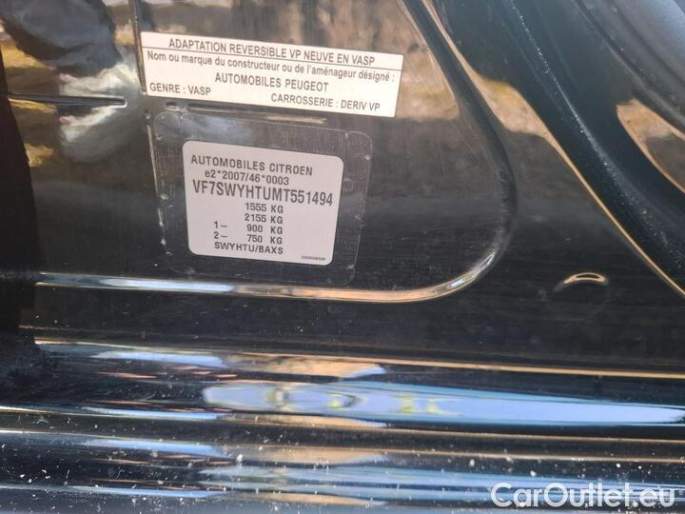 ADAPTATION REVERSIBLE VP NEUVE EN VASP
Nom ou marque du constructeur ou de l'aménageur désigné :
AUTOMOBILES PEUGEOT
GENRE : VASP CARROSSERIE : DERIV VP
AUTOMOBILES CITROEN
e2*2007/46*0003
VF7SWYHTUMT551494
1555 KG
2155 KG
1– 900 KG
2– 750 KG
SWYHTU/BAXS
CarOutlet.eu